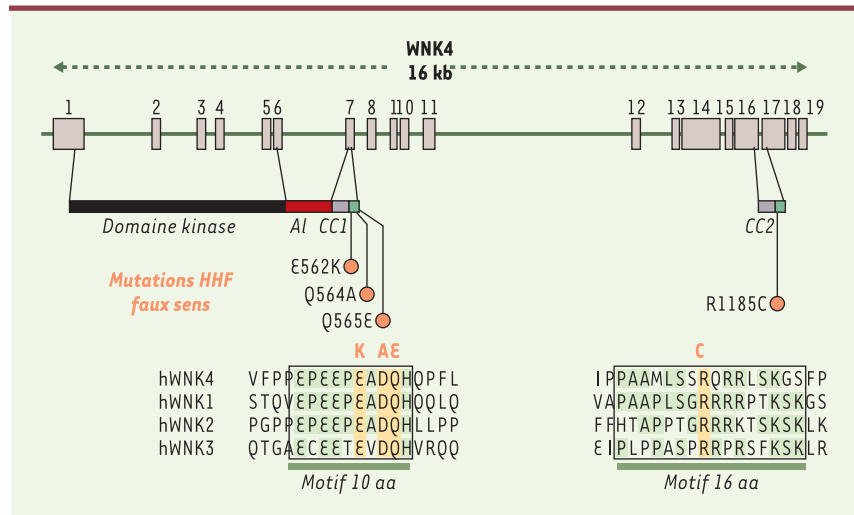 WNK4
16 kb
1 2 3 4 5 6 7 8 9 10 11 12 13 14 15 16 17 18 19
Domaine kinase AI CC1 CC2
Mutations HHF
faux sens
E562K
Q564A
Q565E
R1185C
K AE C
hWNK4 VFPPEPEEPEADQHQPFL IPPAAMLSSRQRRLSKGSFP
hWNK1 STQVEPEEPEADQHQQLQ VAPAAPLSGRRRRPTKSKGS
hWNK2 PGPPEPEEPEADQHLLPP FFHTAPPTGRRRKTSKSKLK
hWNK3 QTGAECEETEVDQHVRQQ EIPLPPASPRRPRSFKSKLR
Motif 10 aa Motif 16 aa